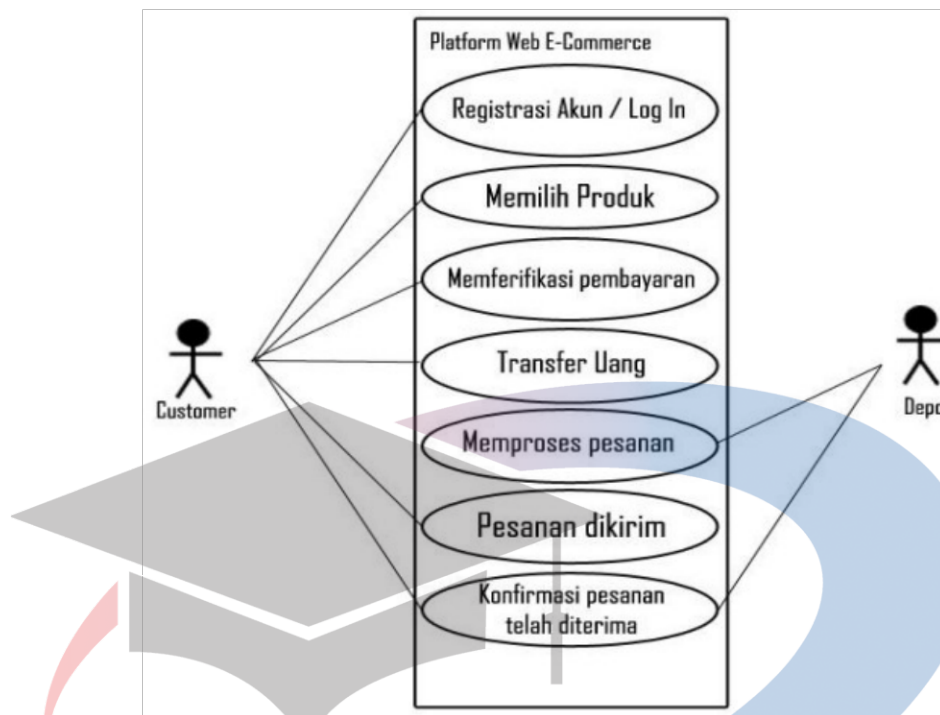 Platform Web E-Commerce
Registrasi Akun / Log In
Memilih Produk
Memferifikasi pembayaran
Transfer Uang
Customer
Depo
Memproses pesanan
Pesanan dikirim
Konfirmasi pesanan
telah diterima